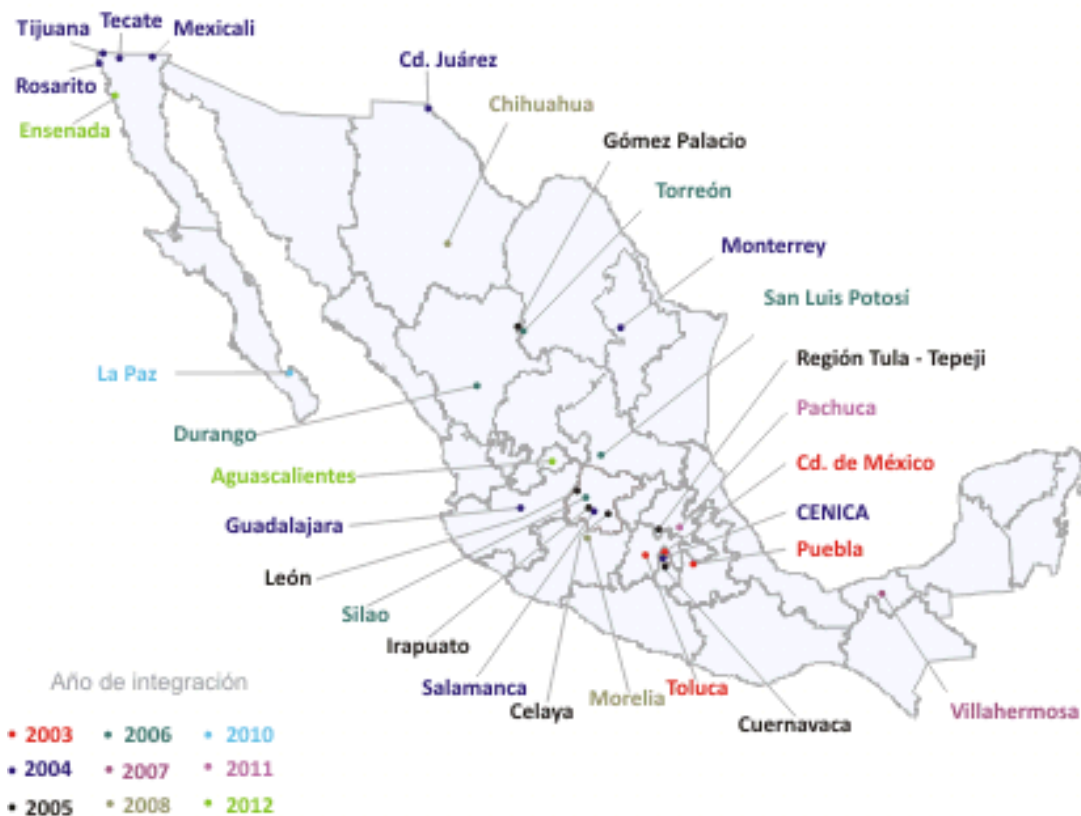 Tijuana
Tecate
Mexicali
Rosarito
Ensenada
Cd. Juárez
Chihuahua
Gómez Palacio
Torreón
Monterrey
San Luis Potosí
Región Tula - Tepeji
La Paz
Pachuca
Durango
Cd. de México
Aguascalientes
CENICA
Guadalajara
Puebla
León
Silao
Irapuato
Salamanca
Toluca
Morelia
Celaya
Cuernavaca
Villahermosa
Año de integración
2003
2006
2010
2004
2007
2011
2005
2008
2012